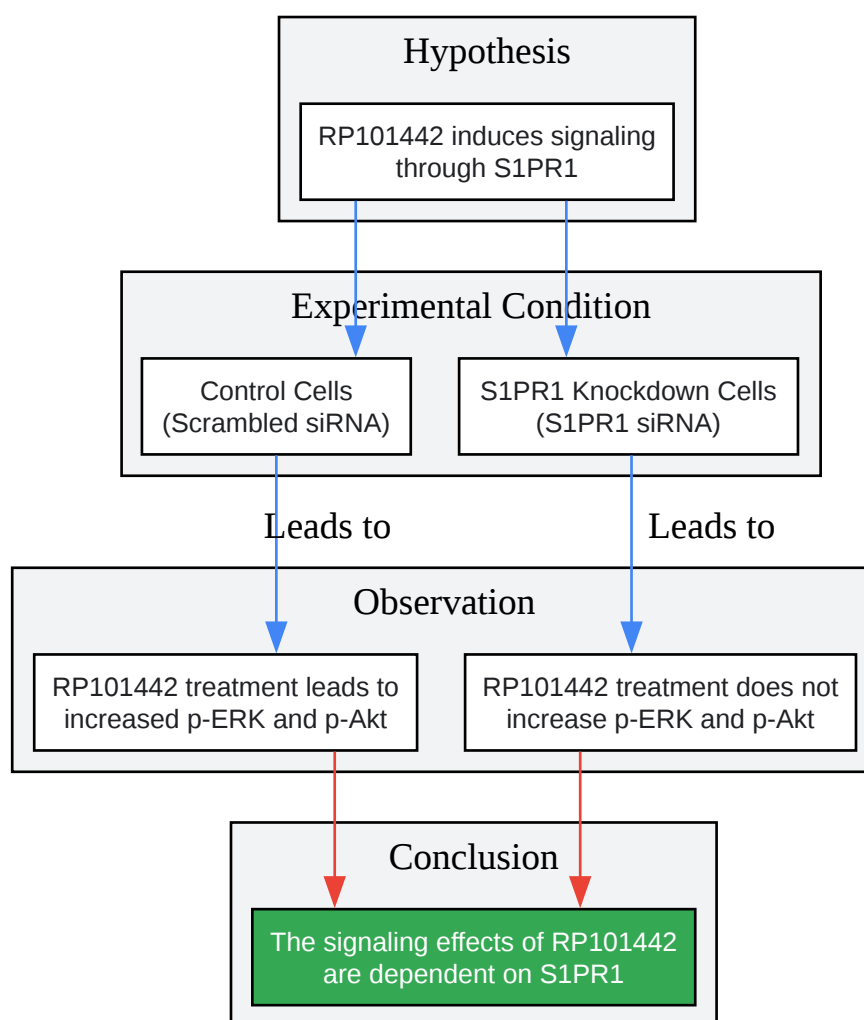 Hypothesis
RP101442 induces signaling
through S1PR1
Experimental Condition
Control Cells
(Scrambled siRNA)
S1PR1 Knockdown Cells
(S1PR1 siRNA)
Leads to
Leads to
Observation
RP101442 treatment leads to
increased p-ERK and p-Akt
RP101442 treatment does not
increase p-ERK and p-Akt
Conclusion
The signaling effects of RP101442
are dependent on S1PR1